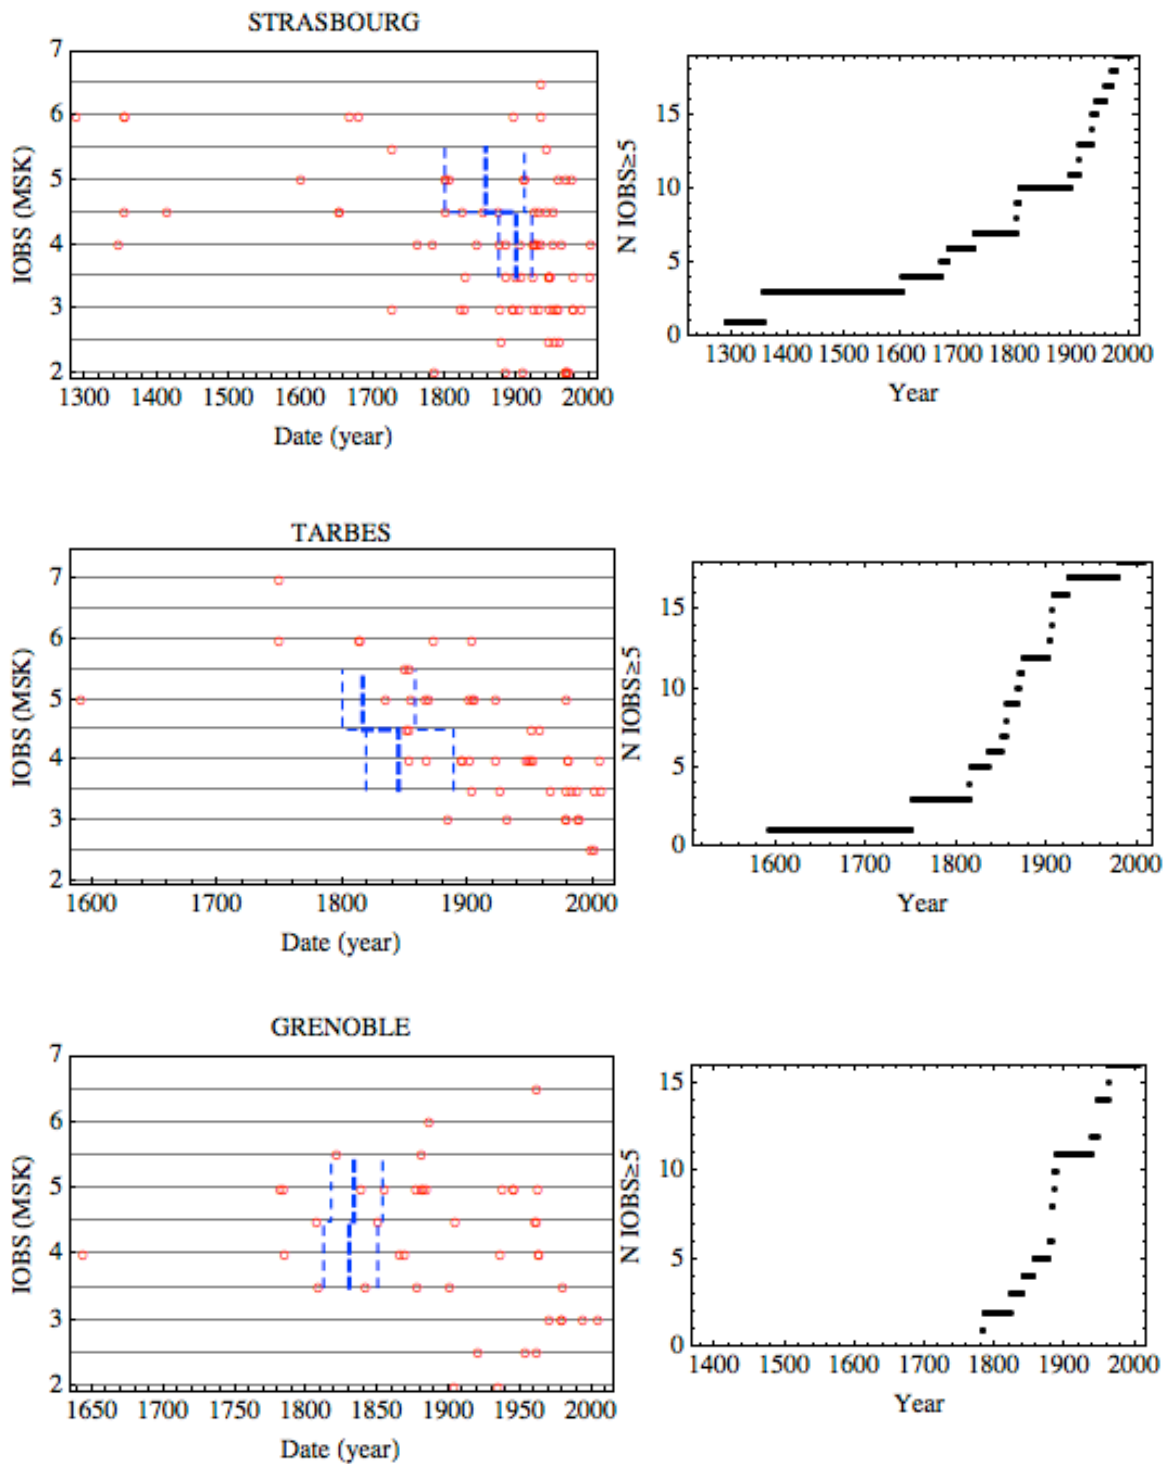 STRASBOURG
7
6
5
4
3
2
IOBS (MSK)
1300 1400 1500 1600 1700 1800 1900 2000
Date (year)
15
10
5
0
N IOBS≥5
1300 1400 1500 1600 1700 1800 1900 2000
Year
TARBES
7
6
5
4
3
2
IOBS (MSK)
1600 1700 1800 1900 2000
Date (year)
15
10
5
0
N IOBS≥5
1600 1700 1800 1900 2000
Year
GRENOBLE
7
6
5
4
3
2
IOBS (MSK)
1650 1700 1750 1800 1850 1900 1950 2000
Date (year)
15
10
5
0
N IOBS≥5
1400 1500 1600 1700 1800 1900 2000
Year